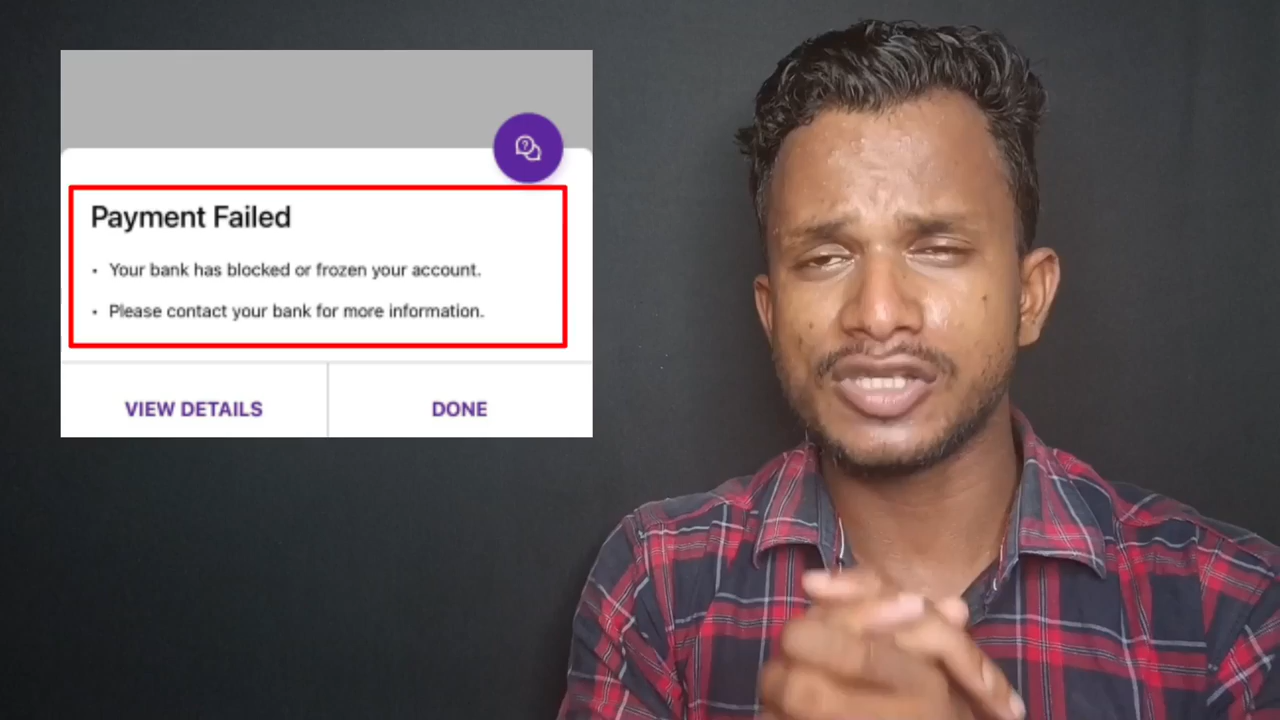 Payment Failed
• Your bank has blocked or frozen your account.
• Please contact your bank for more information.
VIEW DETAILS
DONE